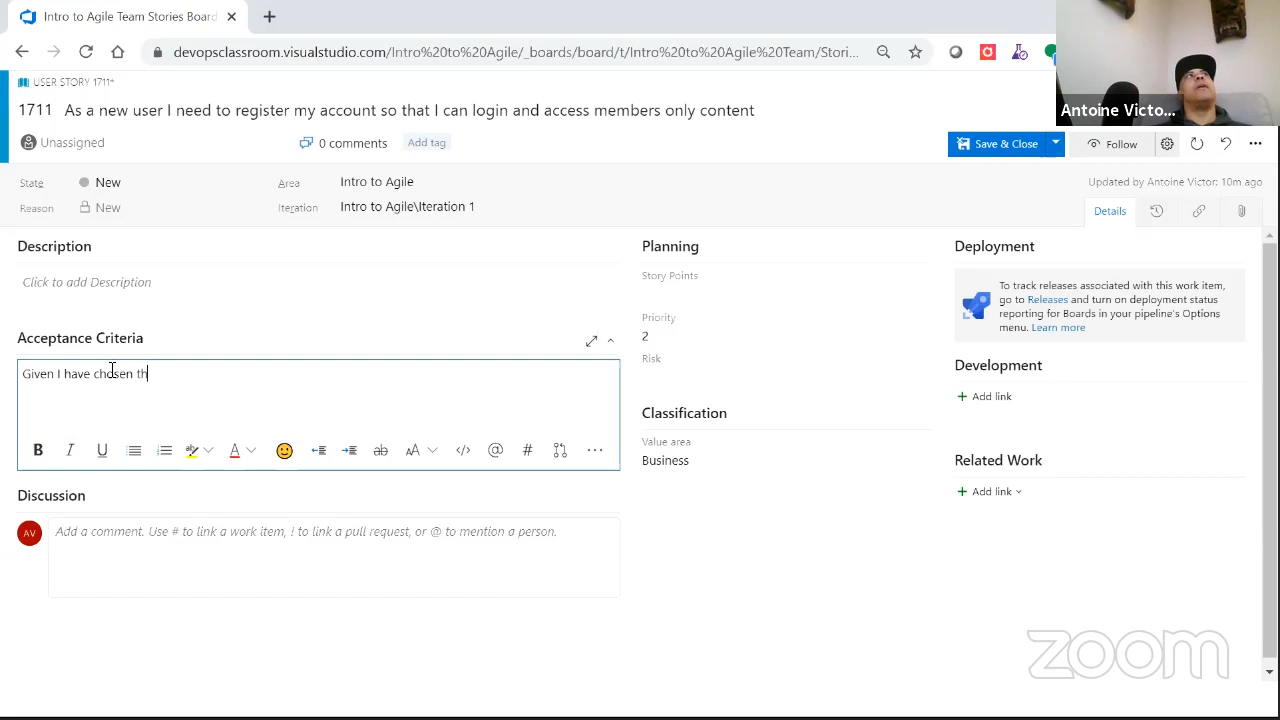 Intro to Agile Team Stories Board
devopsclassroom.visualstudio.com/Intro%20to%20Agile/_boards/board/t/Intro%20to%20Agile%20Team/Stori...
USER STORY 1711*
1711 As a new user I need to register my account so that I can login and access members only content
Antoine Victo...
Unassigned
0 comments
Add tag
Save & Close
Follow
State New
Area Intro to Agile
Updated by Antoine Victor: 10m ago
Reason New
Iteration Intro to Agile\Iteration 1
Details
Description
Click to add Description
Acceptance Criteria
Given I have chosen th
B I U ab A ab AA </> @ #
Discussion
AV
Add a comment. Use # to link a work item, ! to link a pull request, or @ to mention a person.
Planning
Story Points
Priority
2
Risk
Classification
Value area
Business
Deployment
To track releases associated with this work item,
go to Releases and turn on deployment status
reporting for Boards in your pipeline's Options
menu. Learn more
Development
+ Add link
Related Work
+ Add link
zoom